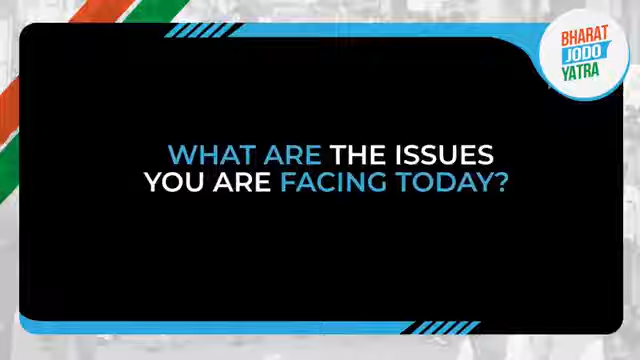 BHARAT
JODO
YATRA
WHAT ARE THE ISSUES
YOU ARE FACING TODAY?